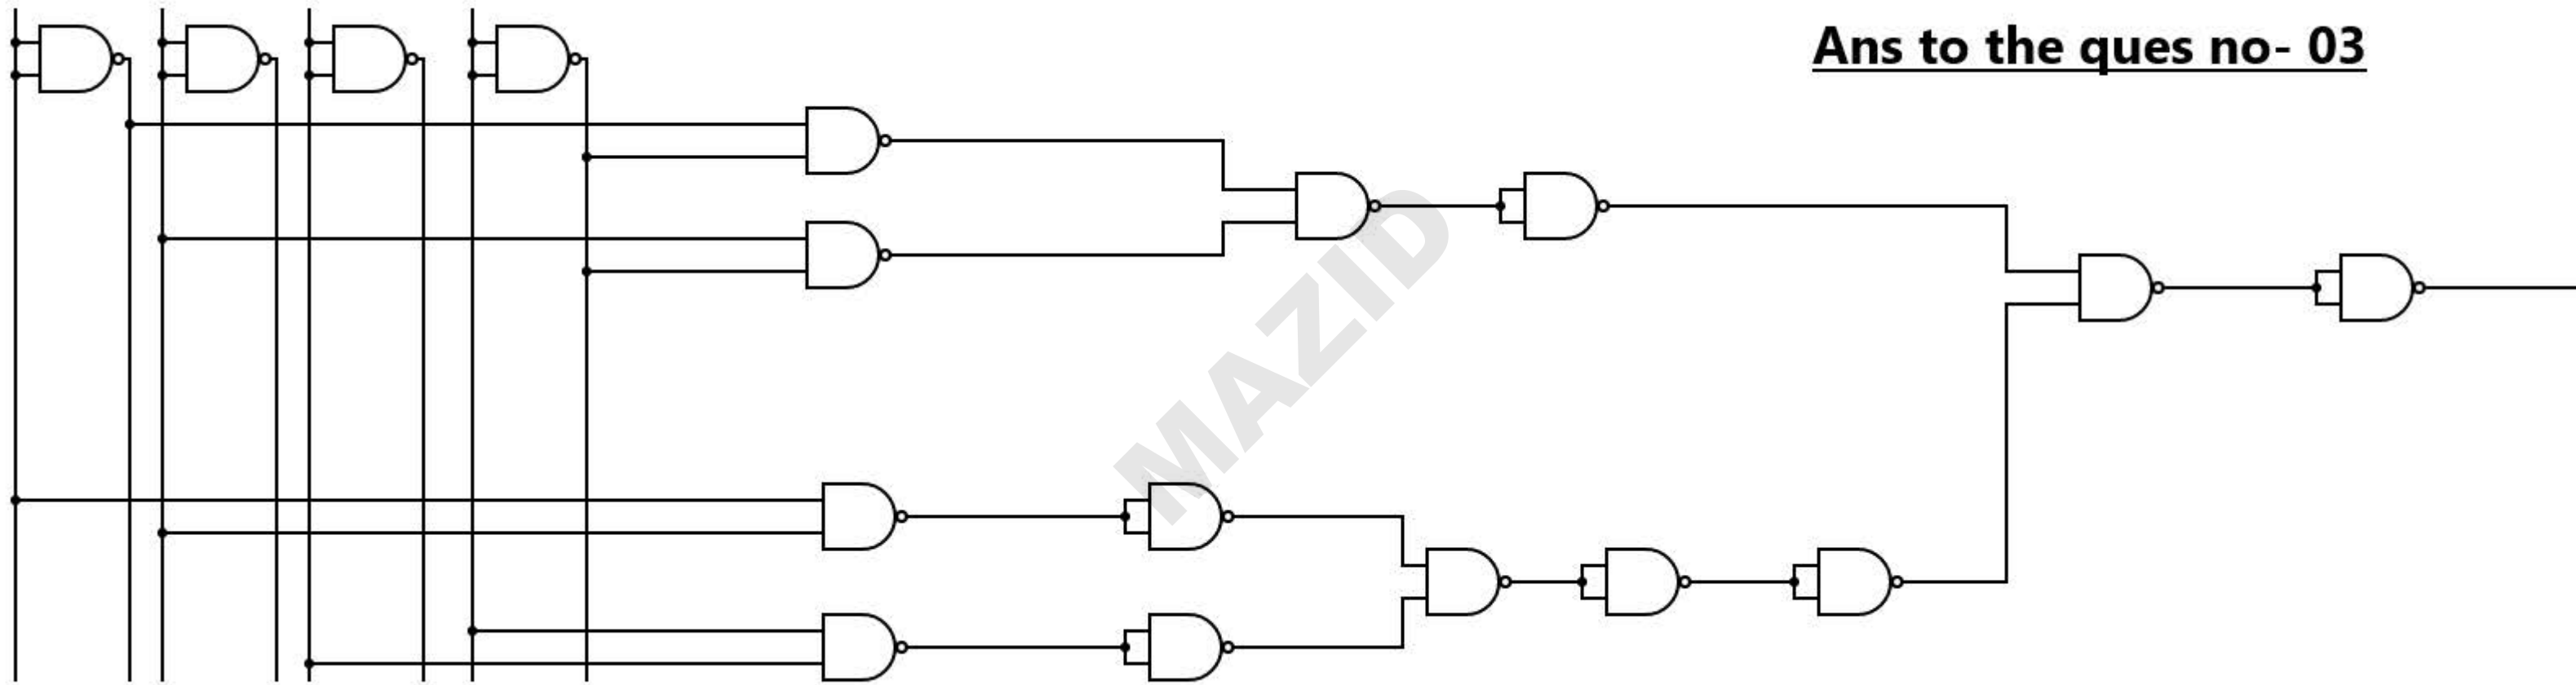 Ans to the ques no- 03
MAZID